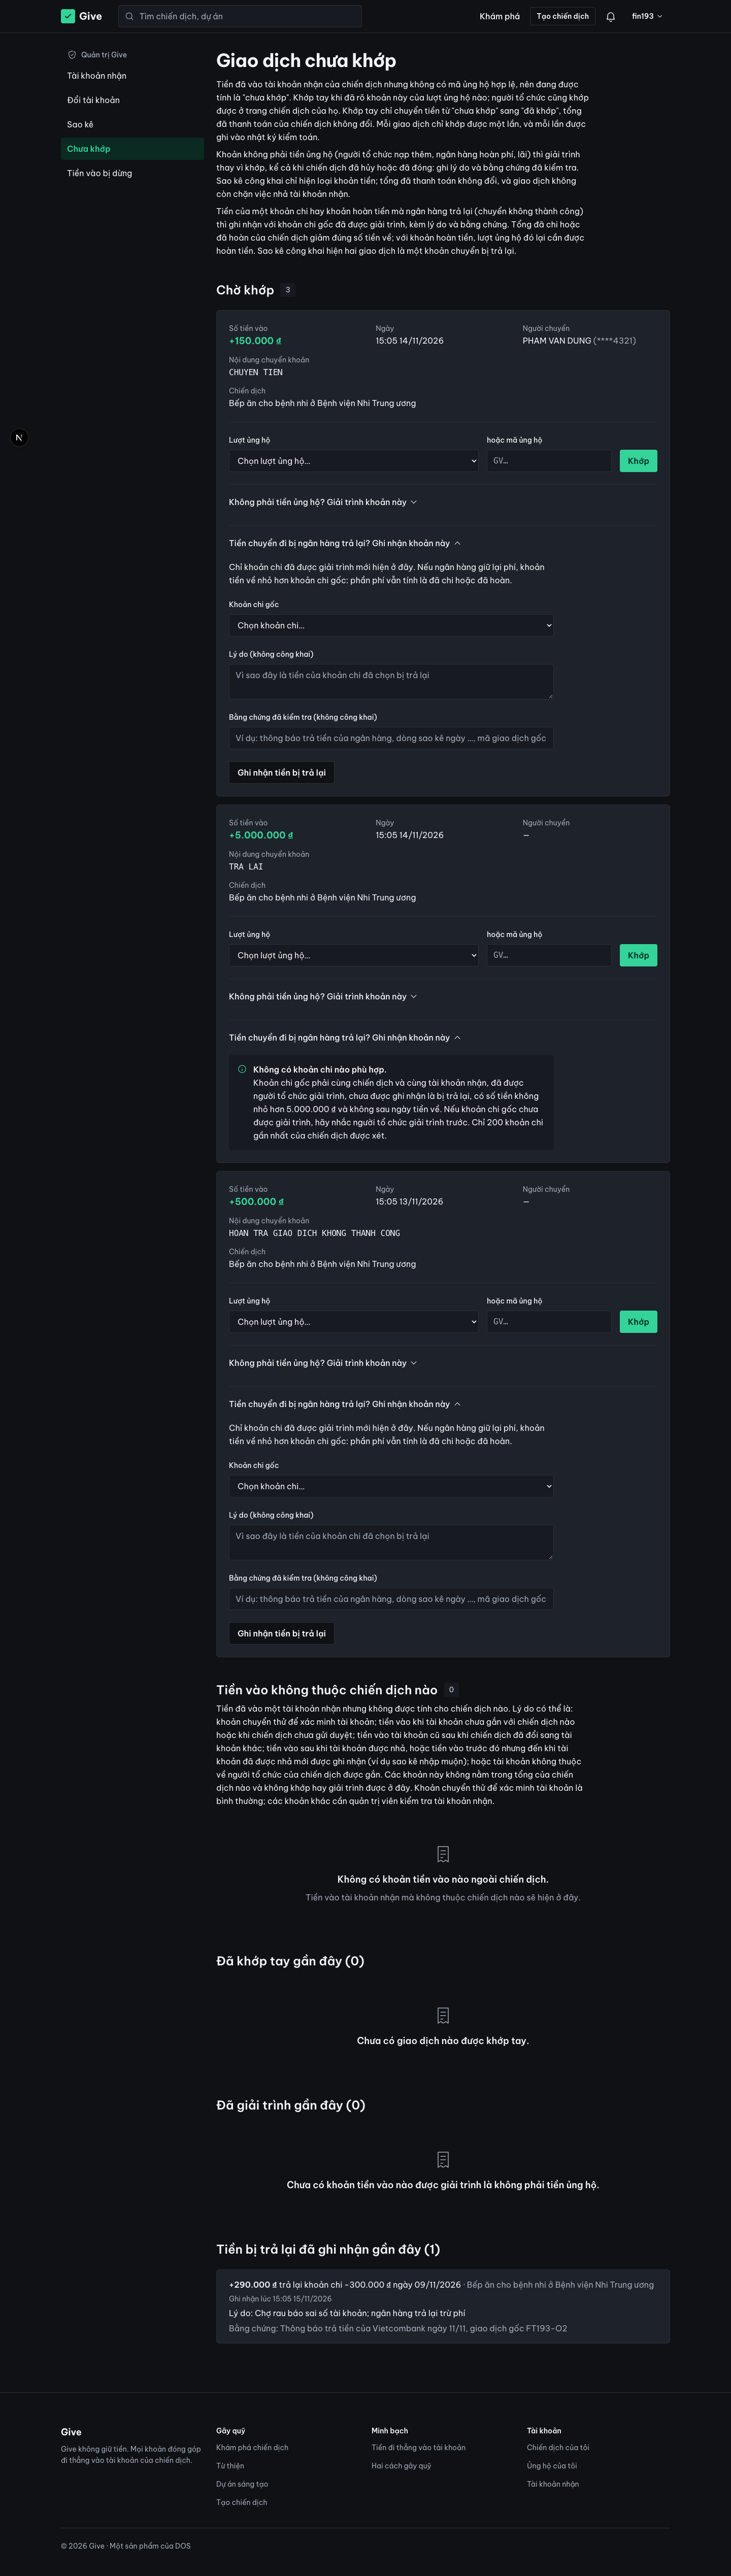 Give
Tìm chiến dịch, dự án
Khám phá
Tạo chiến dịch
fin193
Quản trị Give
Tài khoản nhận
Đổi tài khoản
Sao kê
Chưa khớp
Tiền vào bị dừng
Giao dịch chưa khớp
Tiền đã vào tài khoản nhận của chiến dịch nhưng không có mã ủng hộ hợp lệ, nên đang được
tính là "chưa khớp". Khớp tay khi đã rõ khoản này của lượt ủng hộ nào; người tổ chức cũng khớp
được ở trang chiến dịch của họ. Khớp tay chỉ chuyển tiền từ "chưa khớp" sang "đã khớp", tổng
đã thanh toán của chiến dịch không đổi. Mỗi giao dịch chỉ khớp được một lần, và mỗi lần được
ghi vào nhật ký kiểm toán.
Khoản không phải tiền ủng hộ (người tổ chức nạp thêm, ngân hàng hoàn phí, lãi) thì giải trình
thay vì khớp, kể cả khi chiến dịch đã hủy hoặc đã đóng: ghi lý do và bằng chứng đã kiểm tra.
Sao kê công khai chỉ hiện loại khoản tiền; tổng đã thanh toán không đổi, và giao dịch không
còn chặn việc nhả tài khoản nhận.
Tiền của một khoản chi hay khoản hoàn tiền mà ngân hàng trả lại (chuyển không thành công)
thì ghi nhận với khoản chi gốc đã được giải trình, kèm lý do và bằng chứng. Tổng đã chi hoặc
đã hoàn của chiến dịch giảm đúng số tiền về; với khoản hoàn tiền, lượt ủng hộ đó lại cần được
hoàn tiền. Sao kê công khai hiện hai giao dịch là một khoản chuyển bị trả lại.
Chờ khớp 3
Số tiền vào
Ngày
Người chuyển
+150.000 ₫
15:05 14/11/2026
PHAM VAN DUNG (****4321)
Nội dung chuyển khoản
CHUYEN TIEN
Chiến dịch
Bếp ăn cho bệnh nhi ở Bệnh viện Nhi Trung ương
Lượt ủng hộ
hoặc mã ủng hộ
Chọn lượt ủng hộ...
GV…
Khớp
Không phải tiền ủng hộ? Giải trình khoản này
Tiền chuyển đi bị ngân hàng trả lại? Ghi nhận khoản này
Chỉ khoản chi đã được giải trình mới hiện ở đây. Nếu ngân hàng giữ lại phí, khoản
tiền về nhỏ hơn khoản chi gốc: phần phí vẫn tính là đã chi hoặc đã hoàn.
Khoản chi gốc
Chọn khoản chi...
Lý do (không công khai)
Vì sao đây là tiền của khoản chi đã chọn bị trả lại
Bằng chứng đã kiểm tra (không công khai)
Ví dụ: thông báo trả tiền của ngân hàng, dòng sao kê ngày ..., mã giao dịch gốc
Ghi nhận tiền bị trả lại
Số tiền vào
Ngày
Người chuyển
+5.000.000 ₫
15:05 14/11/2026
—
Nội dung chuyển khoản
TRA LAI
Chiến dịch
Bếp ăn cho bệnh nhi ở Bệnh viện Nhi Trung ương
Lượt ủng hộ
hoặc mã ủng hộ
Chọn lượt ủng hộ...
GV…
Khớp
Không phải tiền ủng hộ? Giải trình khoản này
Tiền chuyển đi bị ngân hàng trả lại? Ghi nhận khoản này
Không có khoản chi nào phù hợp.
Khoản chi gốc phải cùng chiến dịch và cùng tài khoản nhận, đã được
người tổ chức giải trình, chưa được ghi nhận là bị trả lại, có số tiền không
nhỏ hơn 5.000.000 ₫ và không sau ngày tiền về. Nếu khoản chi gốc chưa
được giải trình, hãy nhắc người tổ chức giải trình trước. Chỉ 200 khoản chi
gần nhất của chiến dịch được xét.
Số tiền vào
Ngày
Người chuyển
+500.000 ₫
15:05 13/11/2026
—
Nội dung chuyển khoản
HOAN TRA GIAO DICH KHONG THANH CONG
Chiến dịch
Bếp ăn cho bệnh nhi ở Bệnh viện Nhi Trung ương
Lượt ủng hộ
hoặc mã ủng hộ
Chọn lượt ủng hộ...
GV…
Khớp
Không phải tiền ủng hộ? Giải trình khoản này
Tiền chuyển đi bị ngân hàng trả lại? Ghi nhận khoản này
Chỉ khoản chi đã được giải trình mới hiện ở đây. Nếu ngân hàng giữ lại phí, khoản
tiền về nhỏ hơn khoản chi gốc: phần phí vẫn tính là đã chi hoặc đã hoàn.
Khoản chi gốc
Chọn khoản chi...
Lý do (không công khai)
Vì sao đây là tiền của khoản chi đã chọn bị trả lại
Bằng chứng đã kiểm tra (không công khai)
Ví dụ: thông báo trả tiền của ngân hàng, dòng sao kê ngày ..., mã giao dịch gốc
Ghi nhận tiền bị trả lại
Tiền vào không thuộc chiến dịch nào 0
Tiền đã vào một tài khoản nhận nhưng không được tính cho chiến dịch nào. Lý do có thể là:
khoản chuyển thử để xác minh tài khoản; tiền vào khi tài khoản chưa gắn với chiến dịch nào
hoặc khi chiến dịch chưa gửi duyệt; tiền vào tài khoản cũ sau khi chiến dịch đã đổi sang tài
khoản khác; tiền vào sau khi tài khoản được nhả, hoặc tiền vào trước đó nhưng đến khi tài
khoản đã được nhả mới được ghi nhận (ví dụ sao kê nhập muộn); hoặc tài khoản không thuộc
về người tổ chức của chiến dịch được gắn. Các khoản này không nằm trong tổng của chiến
dịch nào và không khớp hay giải trình được ở đây. Khoản chuyển thử để xác minh tài khoản là
bình thường; các khoản khác cần quản trị viên kiểm tra tài khoản nhận.
Không có khoản tiền vào nào ngoài chiến dịch.
Tiền vào tài khoản nhận mà không thuộc chiến dịch nào sẽ hiện ở đây.
Đã khớp tay gần đây (0)
Chưa có giao dịch nào được khớp tay.
Đã giải trình gần đây (0)
Chưa có khoản tiền vào nào được giải trình là không phải tiền ủng hộ.
Tiền bị trả lại đã ghi nhận gần đây (1)
+290.000 ₫ trả lại khoản chi −300.000 ₫ ngày 09/11/2026 · Bếp ăn cho bệnh nhi ở Bệnh viện Nhi Trung ương
Ghi nhận lúc 15:05 15/11/2026
Lý do: Chợ rau báo sai số tài khoản; ngân hàng trả lại trừ phí
Bằng chứng: Thông báo trả tiền của Vietcombank ngày 11/11, giao dịch gốc FT193-O2
Give
Give không giữ tiền. Mọi khoản đóng góp
đi thẳng vào tài khoản của chiến dịch.
Gây quỹ
Khám phá chiến dịch
Từ thiện
Dự án sáng tạo
Tạo chiến dịch
Minh bạch
Tiền đi thẳng vào tài khoản
Hai cách gây quỹ
Tài khoản
Chiến dịch của tôi
Ủng hộ của tôi
Tài khoản nhận
© 2026 Give · Một sản phẩm của DOS